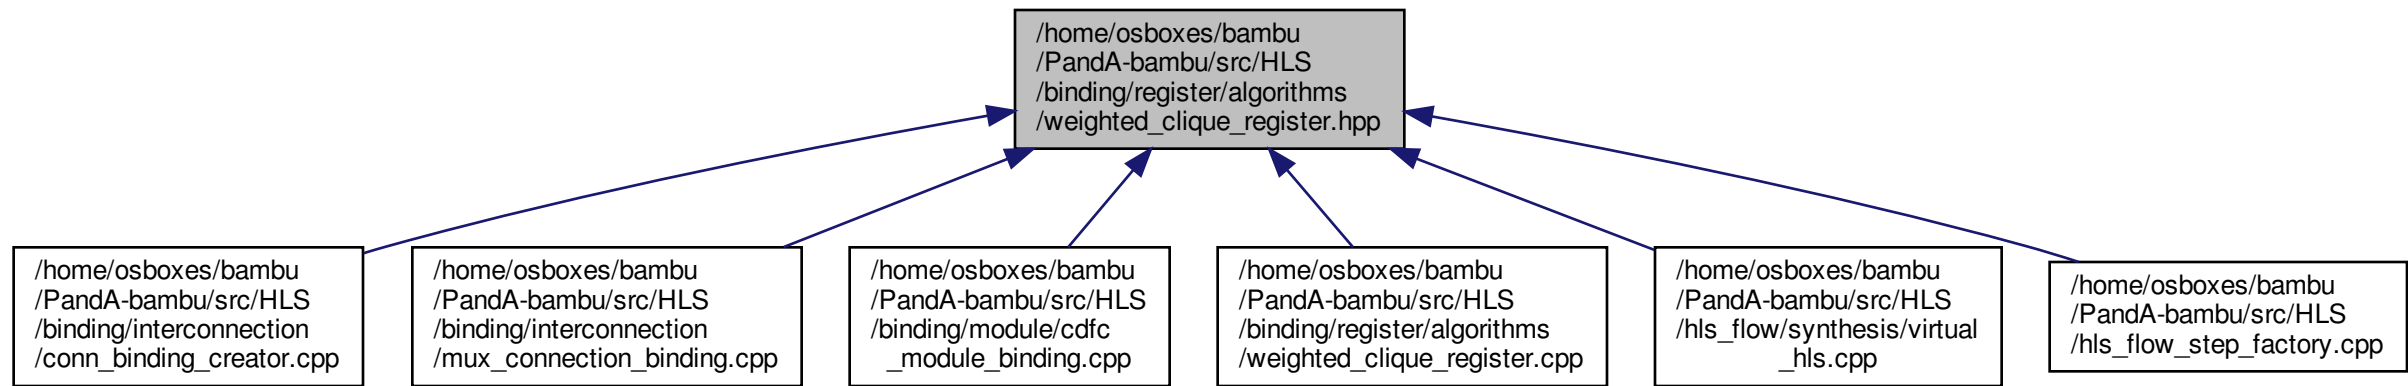 /home/osboxes/bambu
/PandA-bambu/src/HLS
/binding/register/algorithms
/weighted_clique_register.hpp
/home/osboxes/bambu
/PandA-bambu/src/HLS
/binding/interconnection
/conn_binding_creator.cpp
/home/osboxes/bambu
/PandA-bambu/src/HLS
/binding/interconnection
/mux_connection_binding.cpp
/home/osboxes/bambu
/PandA-bambu/src/HLS
/binding/module/cdfc
_module_binding.cpp
/home/osboxes/bambu
/PandA-bambu/src/HLS
/binding/register/algorithms
/weighted_clique_register.cpp
/home/osboxes/bambu
/PandA-bambu/src/HLS
/hls_flow/synthesis/virtual
_hls.cpp
/home/osboxes/bambu
/PandA-bambu/src/HLS
/hls_flow_step_factory.cpp